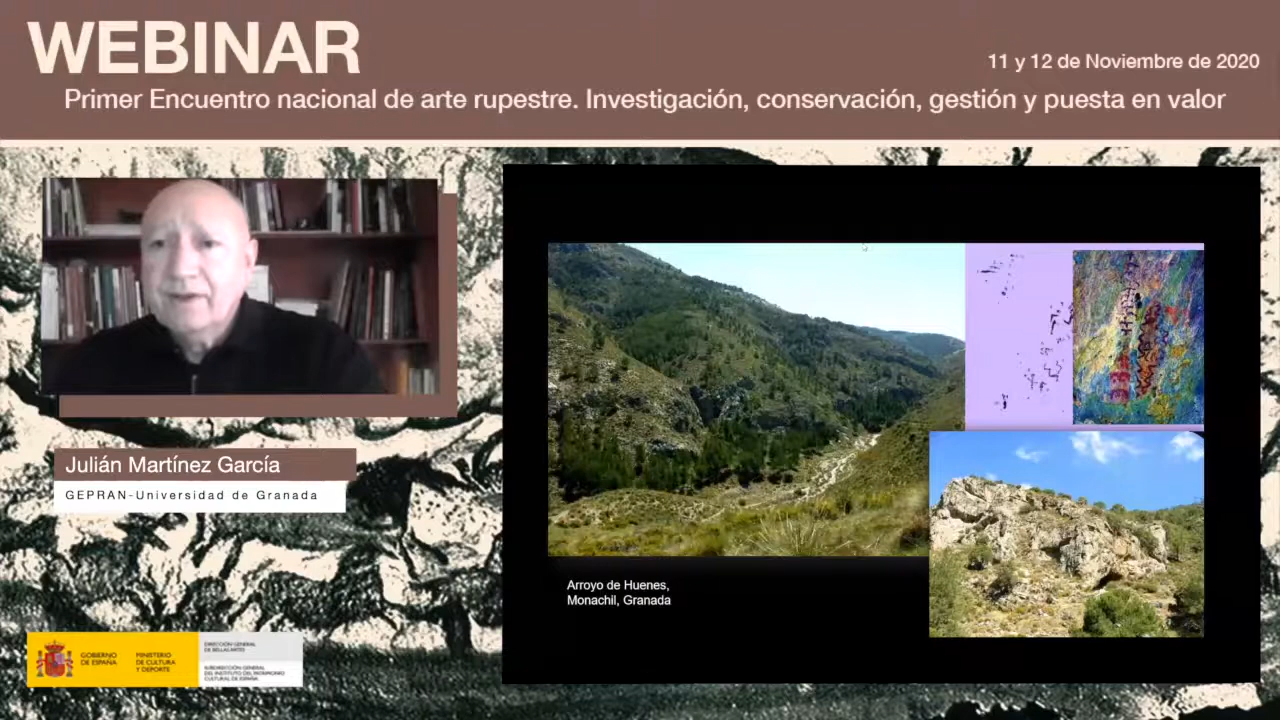 WEBINAR
11 y 12 de Noviembre de 2020
Primer Encuentro nacional de arte rupestre. Investigación, conservación, gestión y puesta en valor
Julián Martínez García
GEPRAN-Universidad de Granada
Arroyo de Huenes,
Monachil, Granada
GOBIERNO
DE ESPAÑA
MINISTERIO
DE CULTURA
Y DEPORTE
DIRECCIÓN GENERAL
DE BELLAS ARTES
SUBDIRECCIÓN GENERAL
DEL INSTITUTO DEL PATRIMONIO
CULTURAL DE ESPAÑA